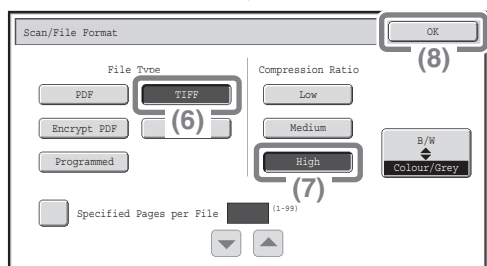 Scan/File Format
OK
(8)
File Type
Compression Ratio
PDF
TIFF
Low
(6)
Encrypt PDF
Medium
B/W
Colour/Grey
Programmed
High
(7)
Specified Pages per File
(1-99)